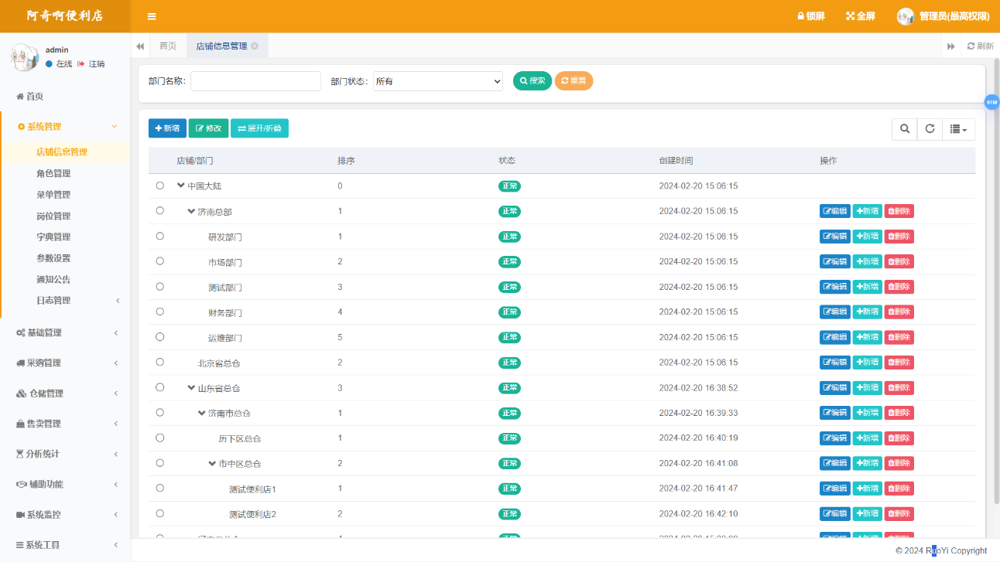 阿奇啊便利店
锁屏 全屏 管理员(最高权限)
admin
在线 注销
首页 店铺信息管理 刷新
首页
系统管理
店铺信息管理
角色管理
菜单管理
岗位管理
字典管理
参数设置
通知公告
日志管理
基础管理
采购管理
仓储管理
售卖管理
分析统计
辅助功能
系统监控
系统工具
部门名称: 部门状态: 所有 搜索 重置
61M
新增 修改 展开/折叠
店铺/部门 排序 状态 创建时间 操作
中国大陆 0 正常 2024-02-20 15:06:15
济南总部 1 正常 2024-02-20 15:06:15 编辑 新增 删除
研发部门 1 正常 2024-02-20 15:06:15 编辑 新增 删除
市场部门 2 正常 2024-02-20 15:06:15 编辑 新增 删除
测试部门 3 正常 2024-02-20 15:06:15 编辑 新增 删除
财务部门 4 正常 2024-02-20 15:06:15 编辑 新增 删除
运维部门 5 正常 2024-02-20 15:06:15 编辑 新增 删除
北京省总仓 2 正常 2024-02-20 15:06:15 编辑 新增 删除
山东省总仓 3 正常 2024-02-20 16:38:52 编辑 新增 删除
济南市总仓 1 正常 2024-02-20 16:39:33 编辑 新增 删除
历下区总仓 1 正常 2024-02-20 16:40:19 编辑 新增 删除
市中区总仓 2 正常 2024-02-20 16:41:08 编辑 新增 删除
测试便利店1 1 正常 2024-02-20 16:41:47 编辑 新增 删除
测试便利店2 2 正常 2024-02-20 16:42:10 编辑 新增 删除
© 2024 RuoYi Copyright